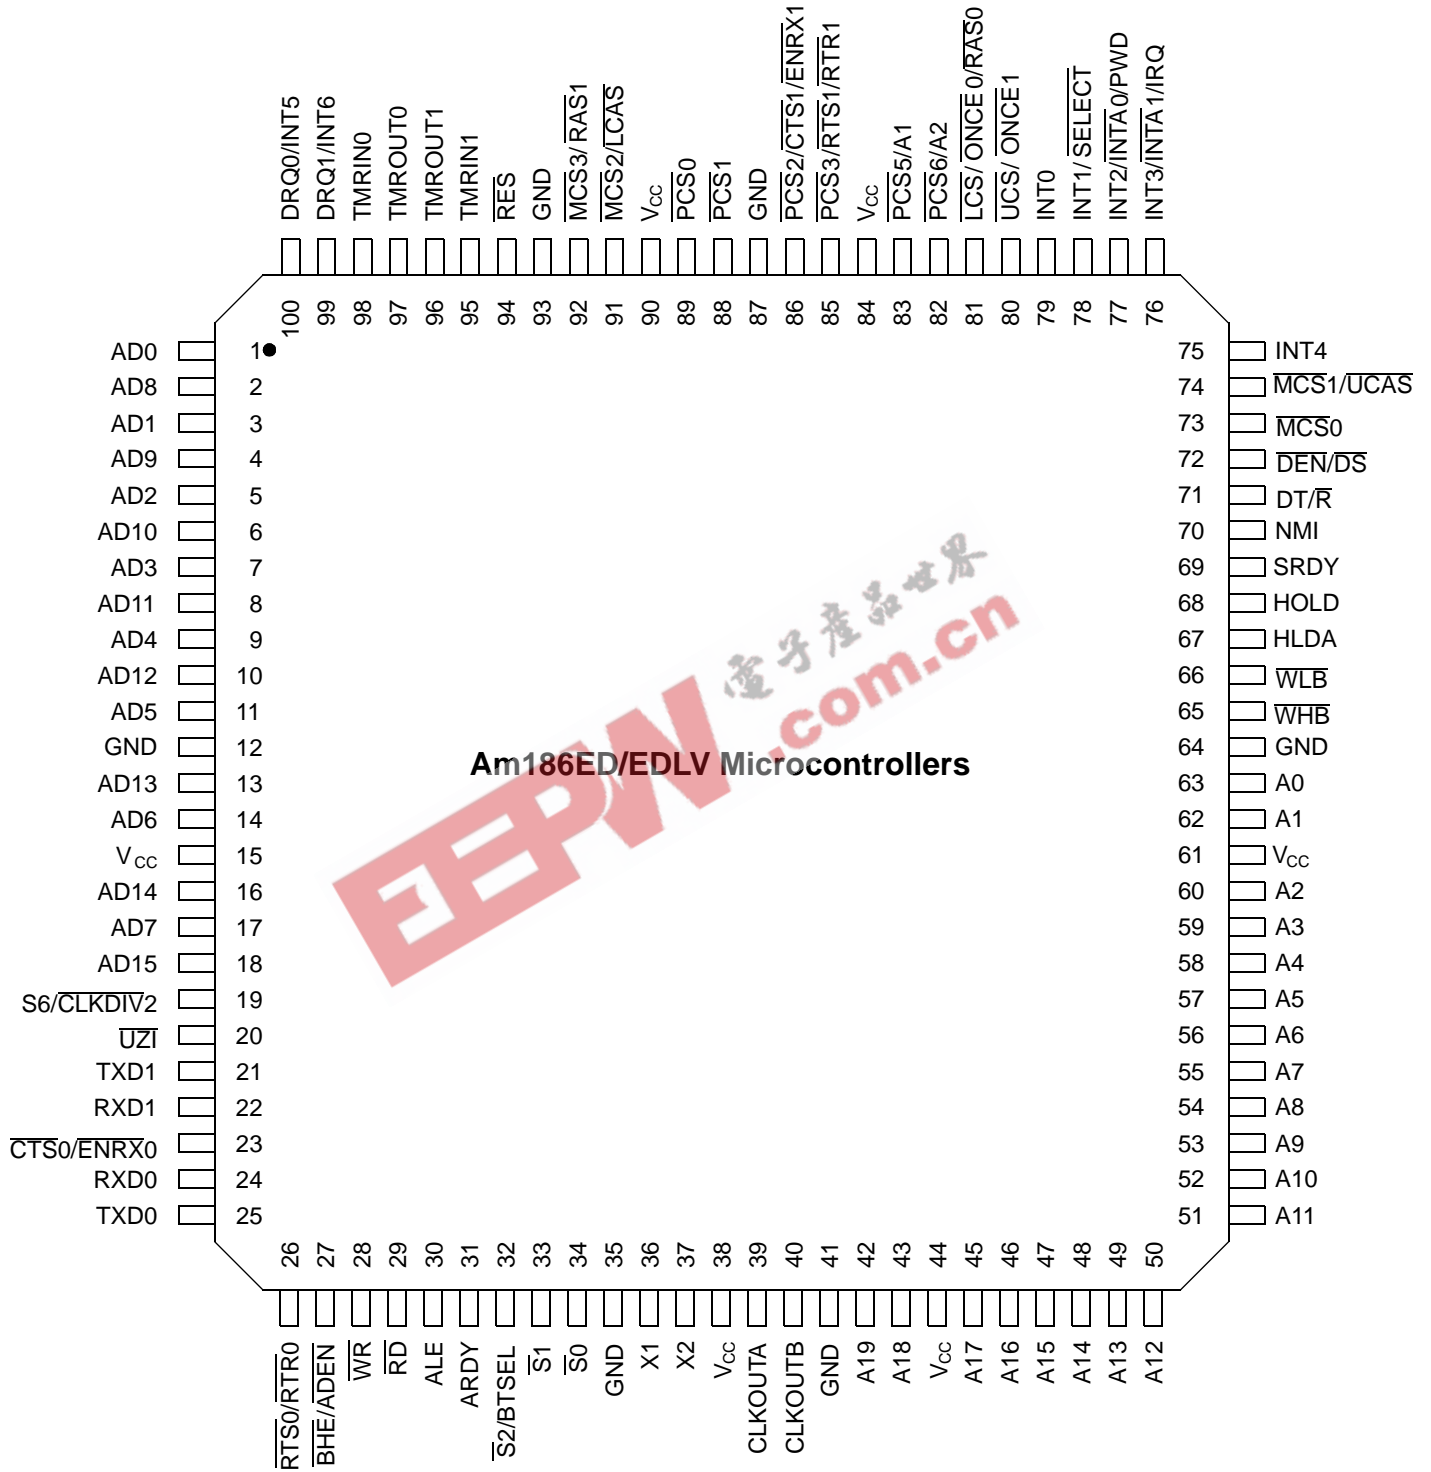 DRQ0/INT5
DRQ1/INT6
TMRIN0
TMROUT0
TMROUT1
TMRIN1
RES
GND
MCS3/ RAS1
MCS2/LCAS
VCC
PCS0
PCS1
GND
PCS2/CTS1/ENRX1
PCS3/RTS1/RTR1
VCC
PCS5/A1
PCS6/A2
LCS/ ONCE 0/RAS0
UCS/ ONCE1
INT0
INT1/ SELECT
INT2/INTA0/PWD
INT3/INTA1/IRQ
100
99
98
97
96
95
94
93
92
91
90
89
88
87
86
85
84
83
82
81
80
79
78
77
76
AD0 1
AD8 2
AD1 3
AD9 4
AD2 5
AD10 6
AD3 7
AD11 8
AD4 9
AD12 10
AD5 11
GND 12
AD13 13
AD6 14
VCC 15
AD14 16
AD7 17
AD15 18
S6/CLKDIV2 19
UZI 20
TXD1 21
RXD1 22
CTS0/ENRX0 23
RXD0 24
TXD0 25
75 INT4
74 MCS1/UCAS
73 MCS0
72 DEN/DS
71 DT/R
70 NMI
69 SRDY
68 HOLD
67 HLDA
66 WLB
65 WHB
64 GND
63 A0
62 A1
61 VCC
60 A2
59 A3
58 A4
57 A5
56 A6
55 A7
54 A8
53 A9
52 A10
51 A11
Am186ED/EDLV Microcontrollers
EEPW
電子產品世界
.com.cn
26
27
28
29
30
31
32
33
34
35
36
37
38
39
40
41
42
43
44
45
46
47
48
49
50
RTS0/RTR0
BHE/ADEN
WR
RD
ALE
ARDY
S2/BTSEL
S1
S0
GND
X1
X2
VCC
CLKOUTA
CLKOUTB
GND
A19
A18
VCC
A17
A16
A15
A14
A13
A12